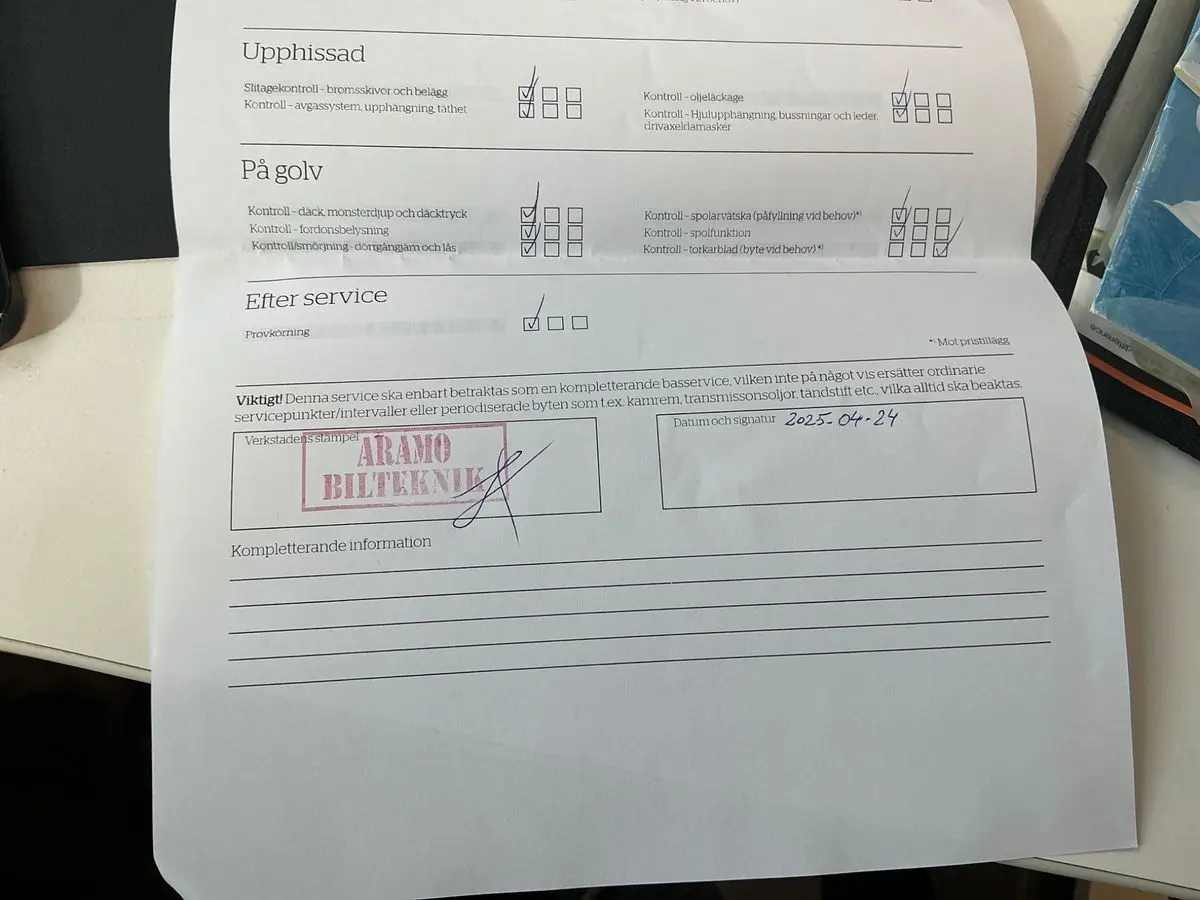 Upphissad
Slitagekontroll - bromsskivor och belägg
Kontroll - avgassystem, upphängning, täthet
Kontroll - oljeläckage
Kontroll - Hjulupphängning, bussningar och leder,
drivaxeldamasker
På golv
Kontroll - däck, mönsterdjup och däcktryck
Kontroll - fordonsbelysning
Kontroll/smörjning - dörrgångjärn och lås
Kontroll - spolarvätska (påfyllning vid behov)*)
Kontroll - spolfunktion
Kontroll - torkarblad (byte vid behov) *)
Efter service
Provkörning
*) Mot pristillägg
Viktigt! Denna service ska enbart betraktas som en kompletterande basservice, vilken inte på något vis ersätter ordinarie
servicepunkter/intervaller eller periodiserade byten som t.ex. kamrem, transmissonsoljor, tändstift etc., vilka alltid ska beaktas.
Verkstadens stämpel
ARAMO
BILTEKNIK
Datum och signatur 2025-04-24
Kompletterande information
difference